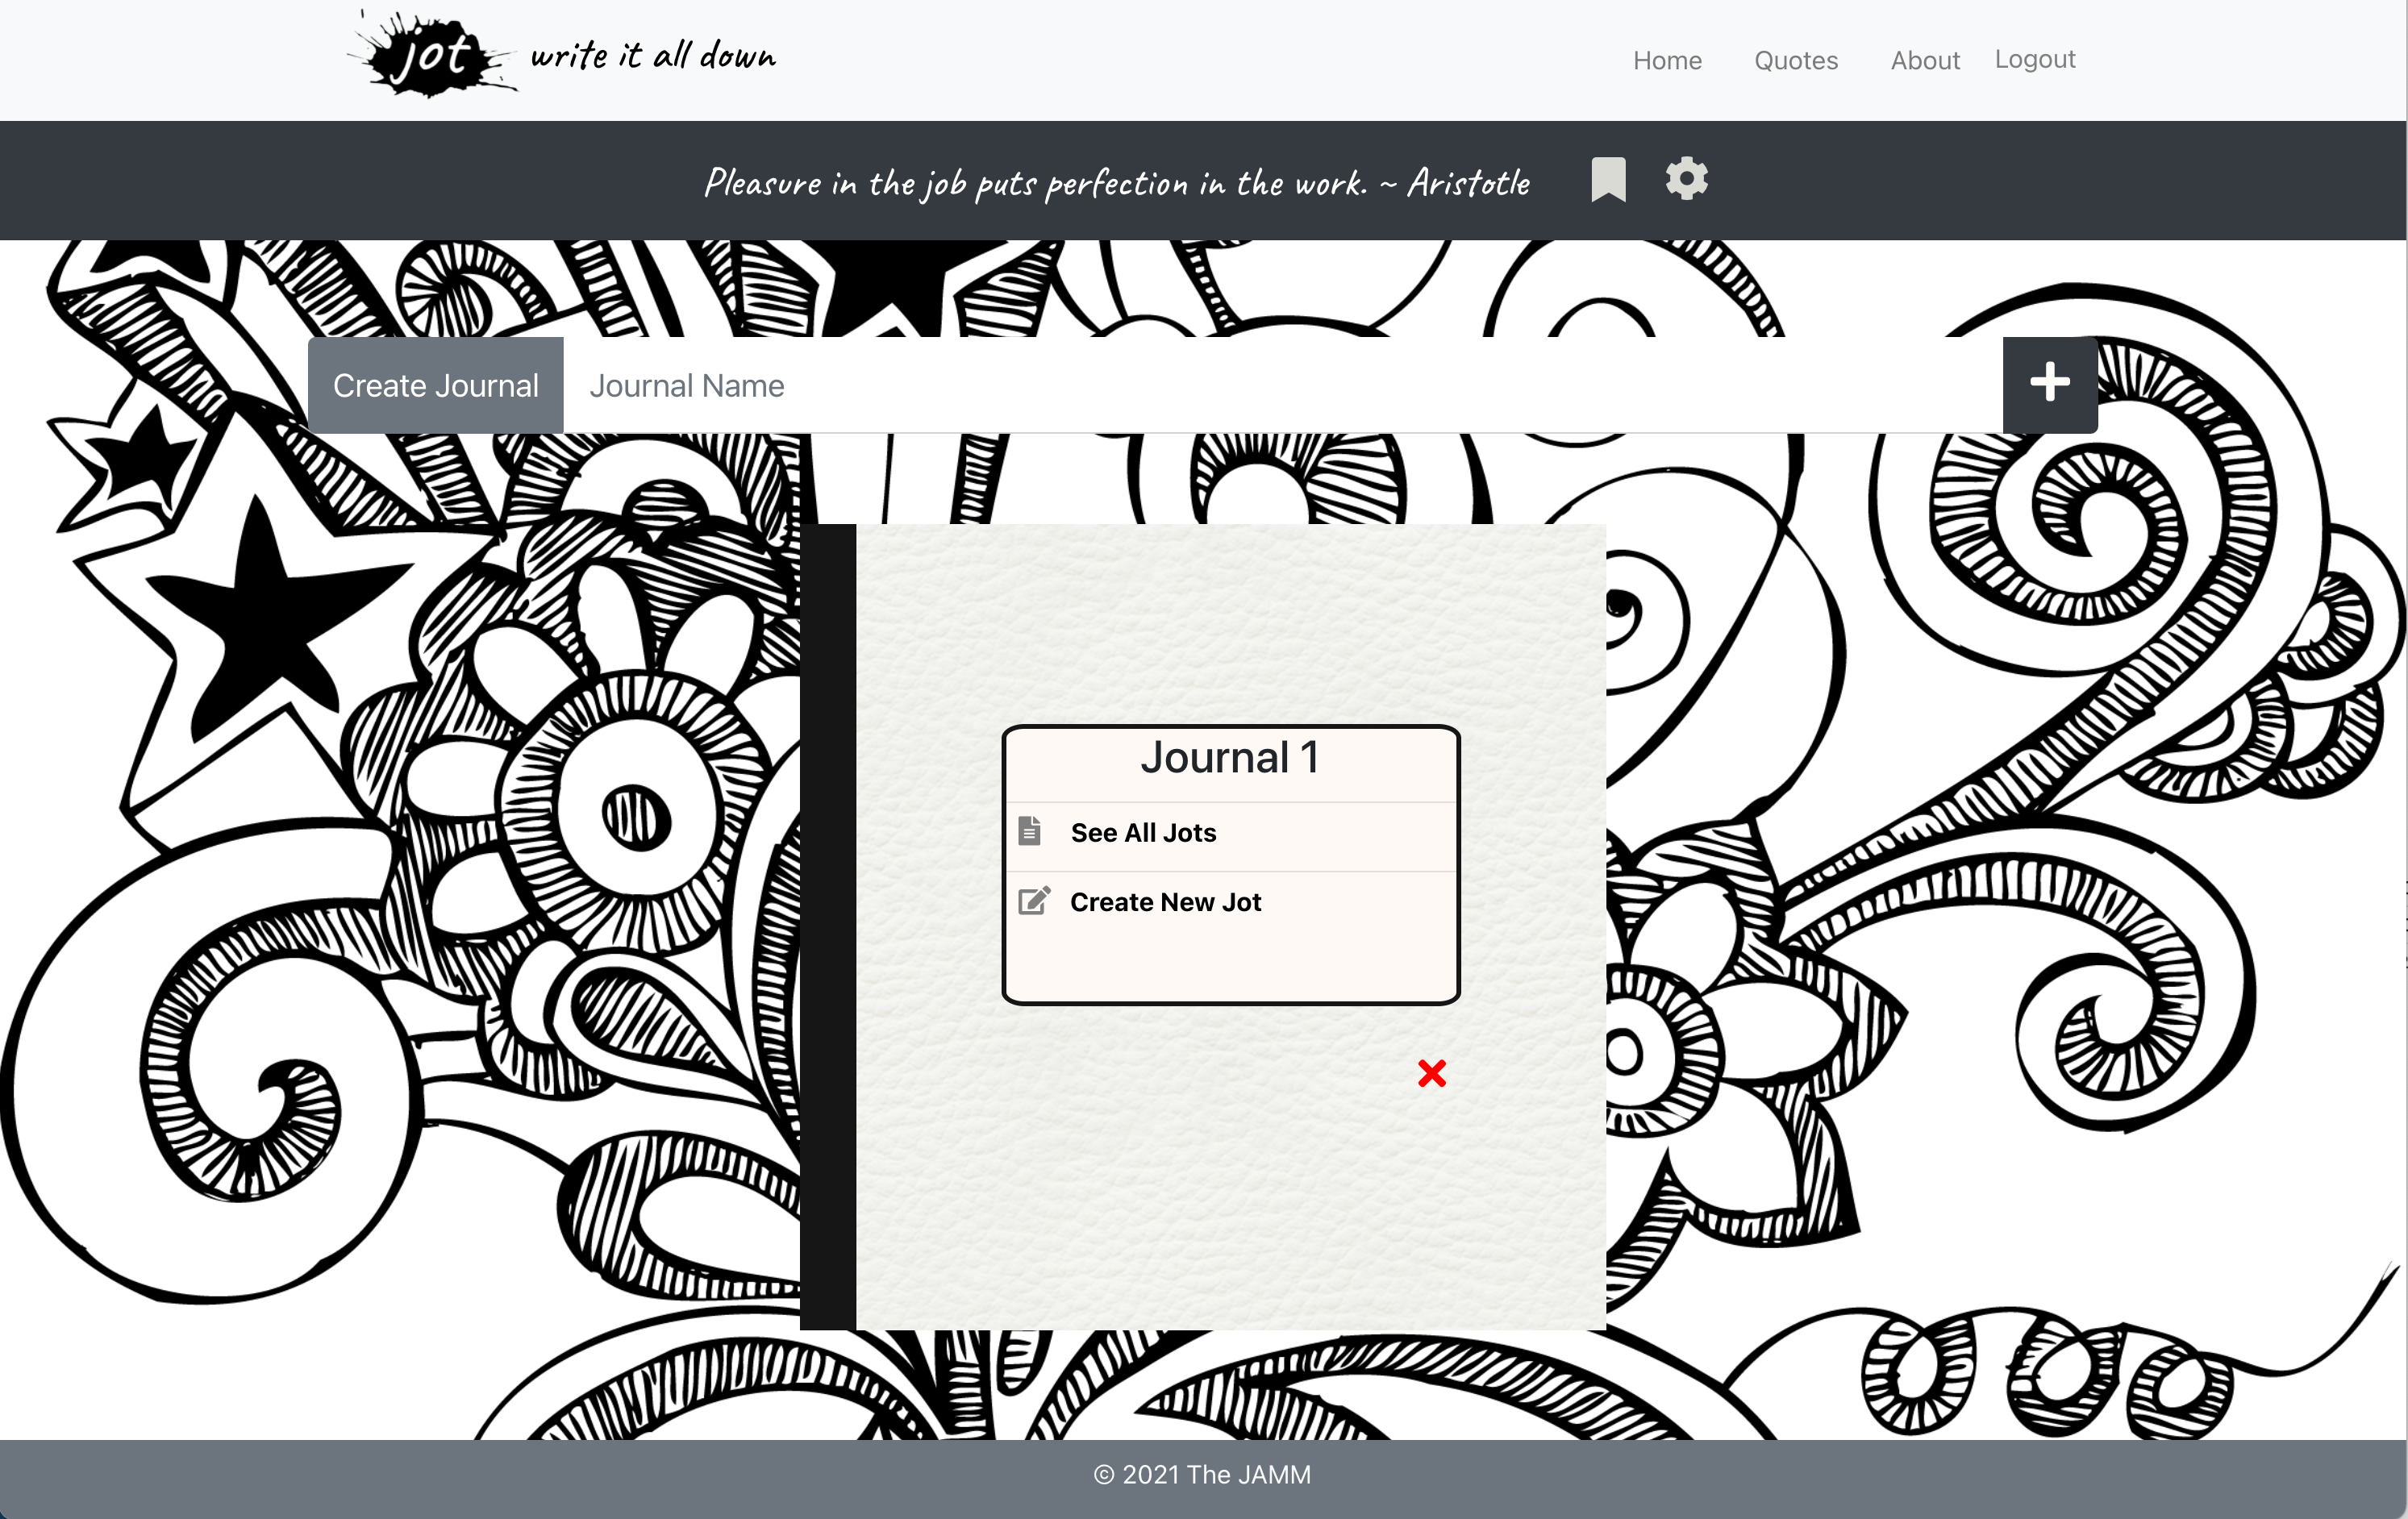 jot write it all down
Home Quotes About Logout
Pleasure in the job puts perfection in the work. ~ Aristotle
Create Journal Journal Name
Journal 1
See All Jots
Create New Jot
© 2021 The JAMM